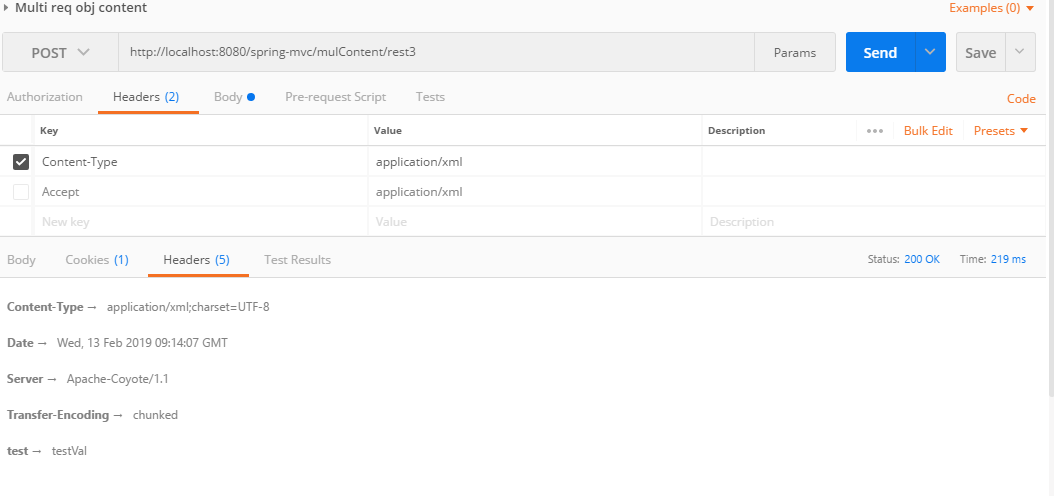 Multi req obj content Examples (0)
POST http://localhost:8080/spring-mvc/mulContent/rest3 Params Send Save
Authorization Headers (2) Body Pre-request Script Tests Code
Key Value Description ••• Bulk Edit Presets
Content-Type application/xml
Accept application/xml
New key Value Description
Body Cookies (1) Headers (5) Test Results Status: 200 OK Time: 219 ms
Content-Type → application/xml;charset=UTF-8
Date → Wed, 13 Feb 2019 09:14:07 GMT
Server → Apache-Coyote/1.1
Transfer-Encoding → chunked
test → testVal